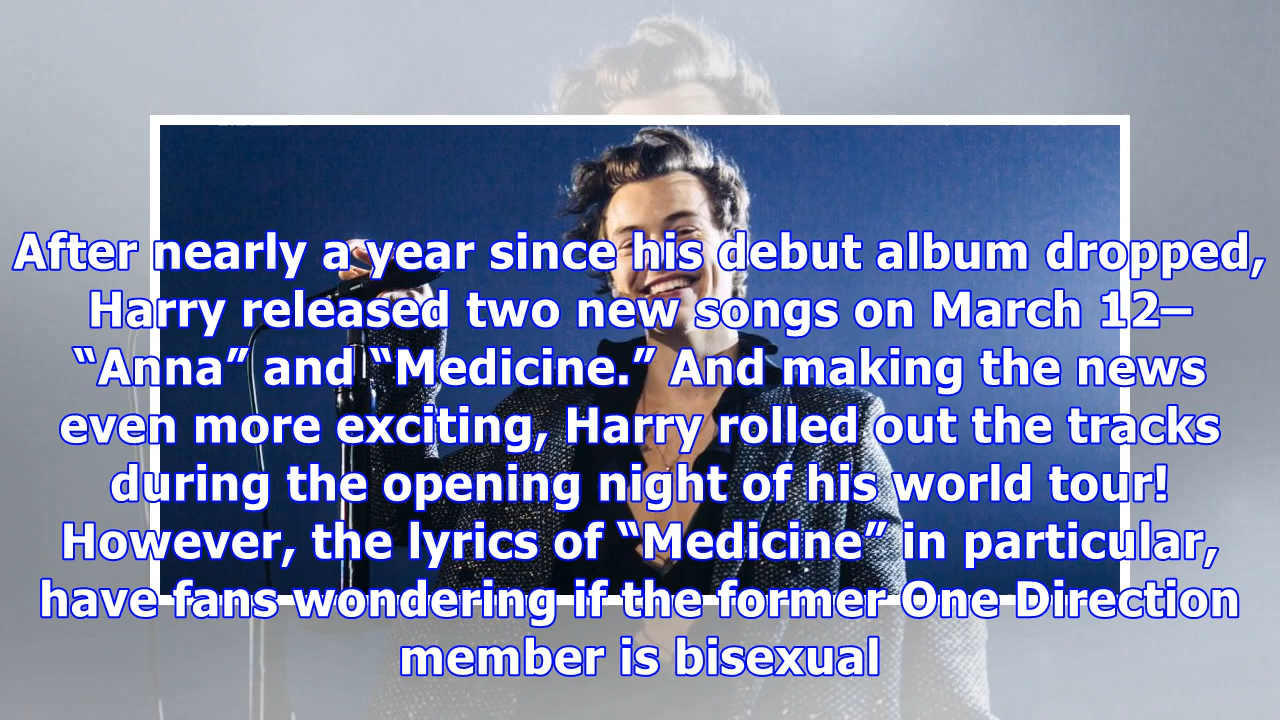 After nearly a year since his debut album dropped,
Harry released two new songs on March 12–
“Anna” and “Medicine.” And making the news
even more exciting, Harry rolled out the tracks
during the opening night of his world tour!
However, the lyrics of “Medicine” in particular,
have fans wondering if the former One Direction
member is bisexual